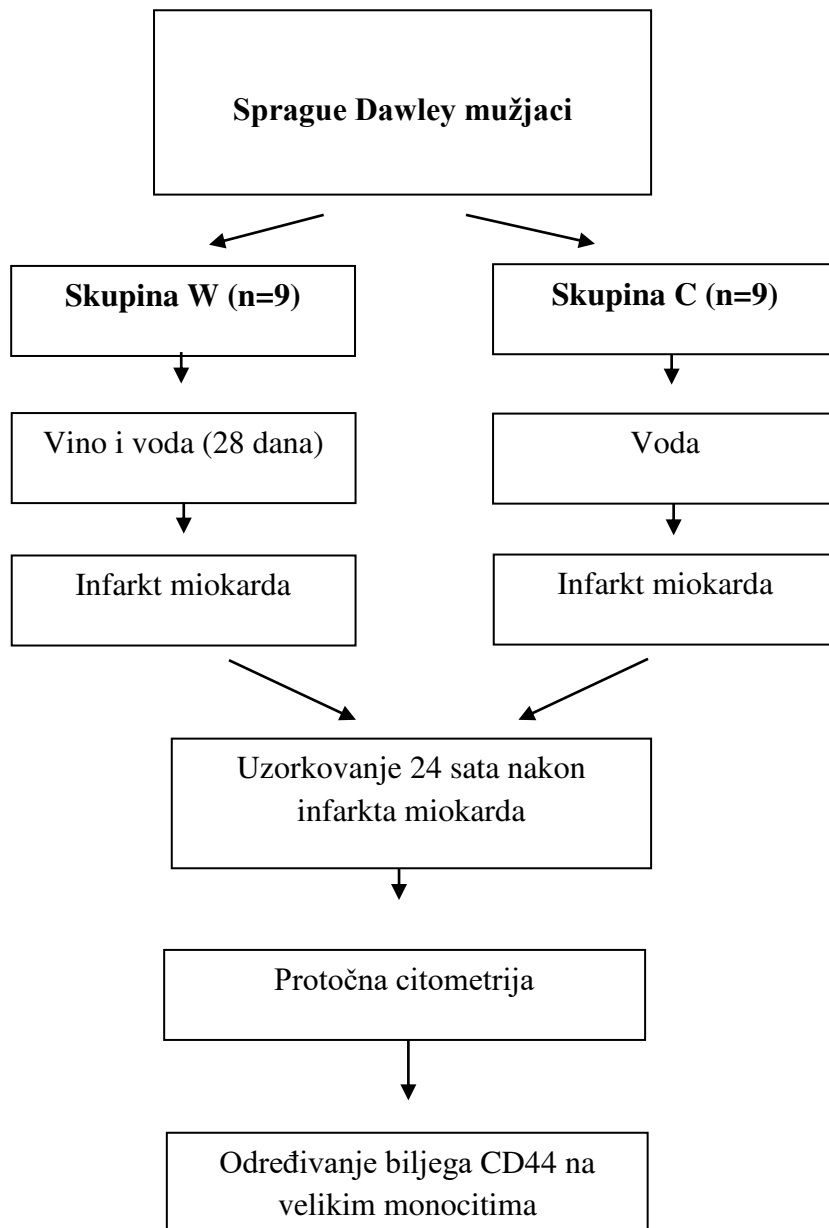 Sprague Dawley mužjaci
Skupina W (n=9)
Skupina C (n=9)
Vino i voda (28 dana)
Voda
Infarkt miokarda
Infarkt miokarda
Uzorkovanje 24 sata nakon
infarkta miokarda
Protočna citometrija
Određivanje biljega CD44 na
velikim monocitima